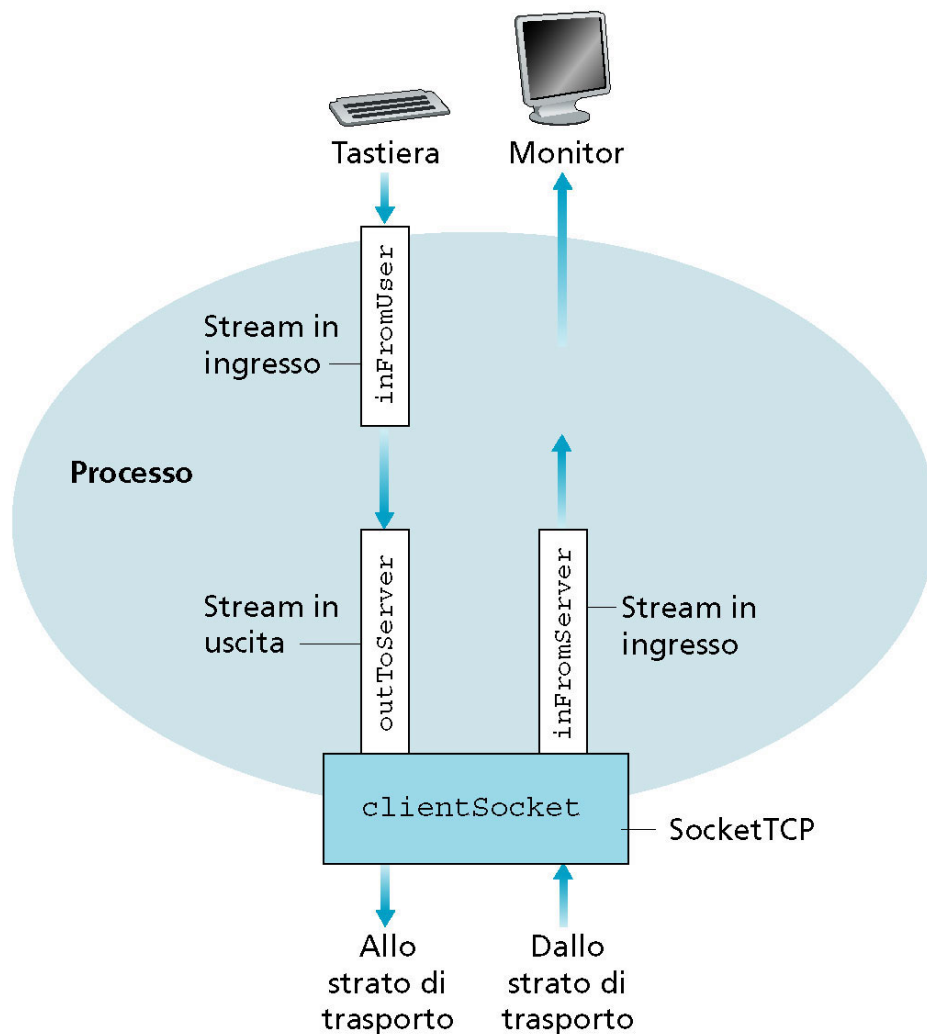 Tastiera
Monitor
inFromUser
Stream in
ingresso
Processo
Stream in
uscita
outToServer
inFromServer
Stream in
ingresso
clientSocket
SocketTCP
Allo
strato di
trasporto
Dallo
strato di
trasporto